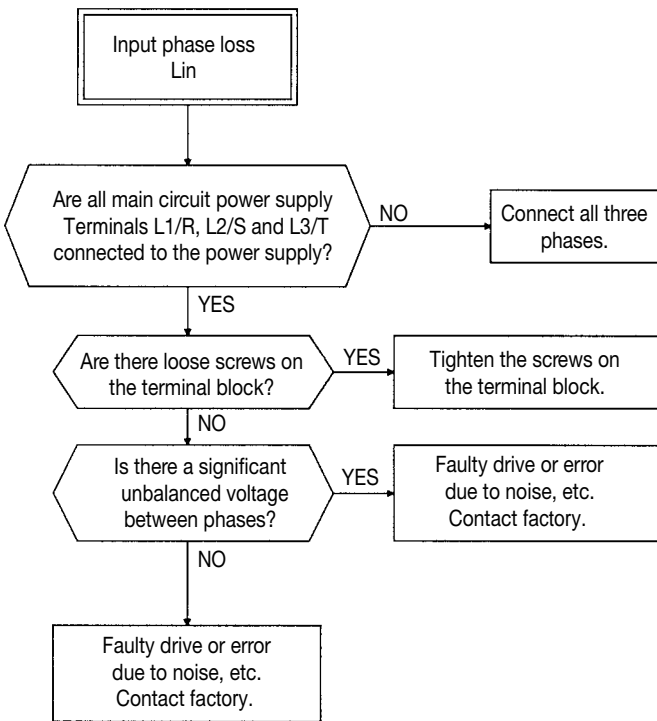 Input phase loss
Lin
Are all main circuit power supply
Terminals L1/R, L2/S and L3/T
connected to the power supply?
NO
Connect all three
phases.
YES
Are there loose screws on
the terminal block?
YES
Tighten the screws on
the terminal block.
NO
Is there a significant
unbalanced voltage
between phases?
YES
Faulty drive or error
due to noise, etc.
Contact factory.
NO
Faulty drive or error
due to noise, etc.
Contact factory.